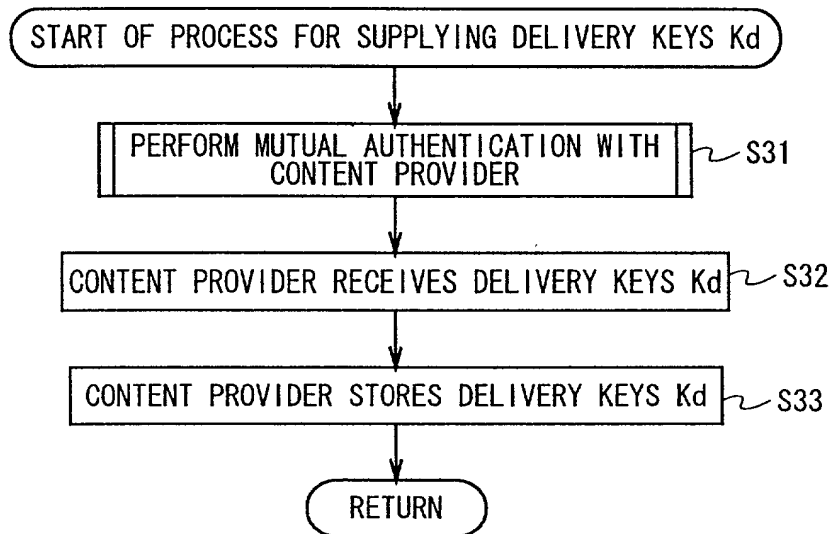 START OF PROCESS FOR SUPPLYING DELIVERY KEYS Kd
PERFORM MUTUAL AUTHENTICATION WITH
CONTENT PROVIDER
S31
CONTENT PROVIDER RECEIVES DELIVERY KEYS Kd
S32
CONTENT PROVIDER STORES DELIVERY KEYS Kd
S33
RETURN